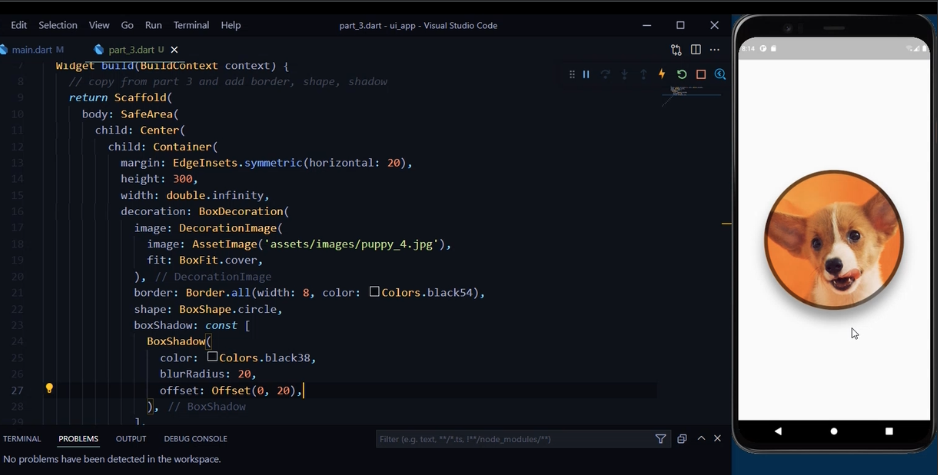 Edit Selection View Go Run Terminal Help part_3.dart - ui_app - Visual Studio Code
main.dart M part_3.dart U
8:14
Widget build(BuildContext context) {
8 // copy from part 3 and add border, shape, shadow
9 return Scaffold(
10 body: SafeArea(
11 child: Center(
12 child: Container(
13 margin: EdgeInsets.symmetric(horizontal: 20),
14 height: 300,
15 width: double.infinity,
16 decoration: BoxDecoration(
17 image: DecorationImage(
18 image: AssetImage('assets/images/puppy_4.jpg'),
19 fit: BoxFit.cover,
20 ), // DecorationImage
21 border: Border.all(width: 8, color: Colors.black54),
22 shape: BoxShape.circle,
23 boxShadow: const [
24 BoxShadow(
25 color: Colors.black38,
26 blurRadius: 20,
27 offset: Offset(0, 20),
28 ), // BoxShadow
29 ],
TERMINAL PROBLEMS OUTPUT DEBUG CONSOLE Filter (e.g. text, **/*.ts, !**/node_modules/**)
No problems have been detected in the workspace.